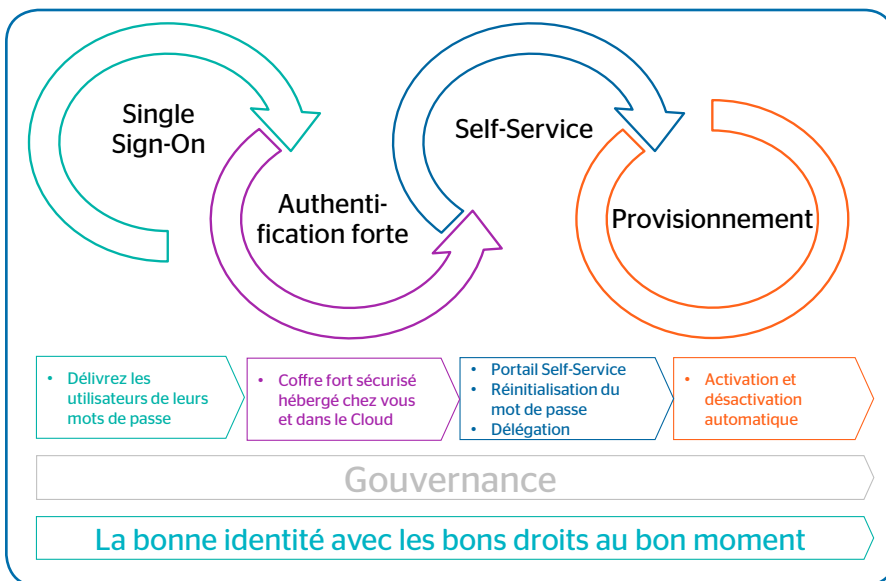 Single
Sign-On
Authenti-
fication forte
Self-Service
Provisionnement
• Délivrez les
utilisateurs de leurs
mots de passe
• Coffre fort sécurisé
hébergé chez vous
et dans le Cloud
• Portail Self-Service
• Réinitialisation du
mot de passe
• Délégation
• Activation et
désactivation
automatique
Gouvernance
La bonne identité avec les bons droits au bon moment